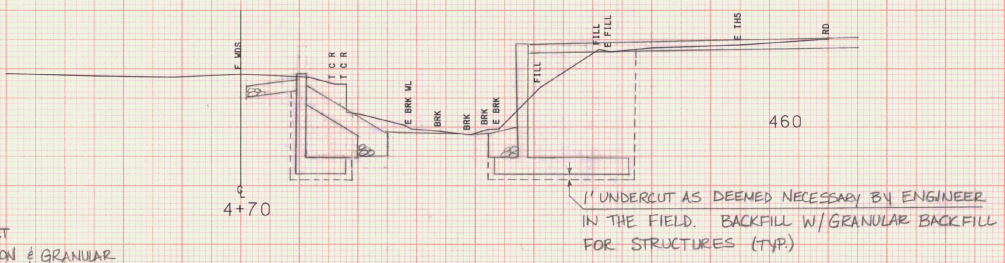 E WDS
T C R
T C R
E BRK WL
BRK
BRK
BRK
E BRK
FILL
FILL
E FILL
E THS
RD
460
℄
4+70
1' UNDERCUT AS DEEMED NECESSARY BY ENGINEER
IN THE FIELD. BACKFILL W/GRANULAR BACKFILL
FOR STRUCTURES (TYP.)
& GRANULAR